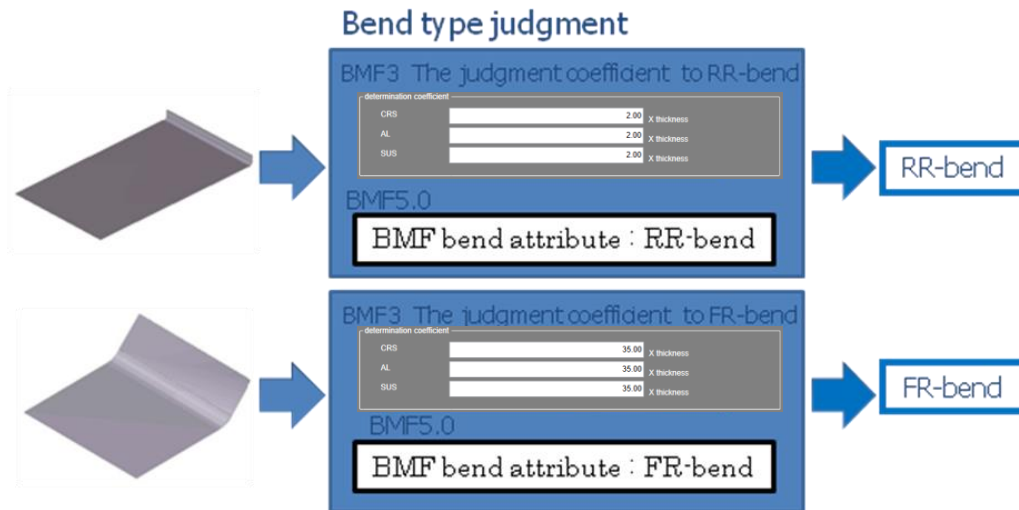 Bend type judgment
BMF3 The judgment coefficient to RR-bend
determination coefficient
CRS 2.00 X thickness
AL 2.00 X thickness
SUS 2.00 X thickness
BMF5.0
BMF bend attribute : RR-bend
RR-bend
BMF3 The judgment coefficient to FR-bend
determination coefficient
CRS 35.00 X thickness
AL 35.00 X thickness
SUS 35.00 X thickness
BMF5.0
BMF bend attribute : FR-bend
FR-bend